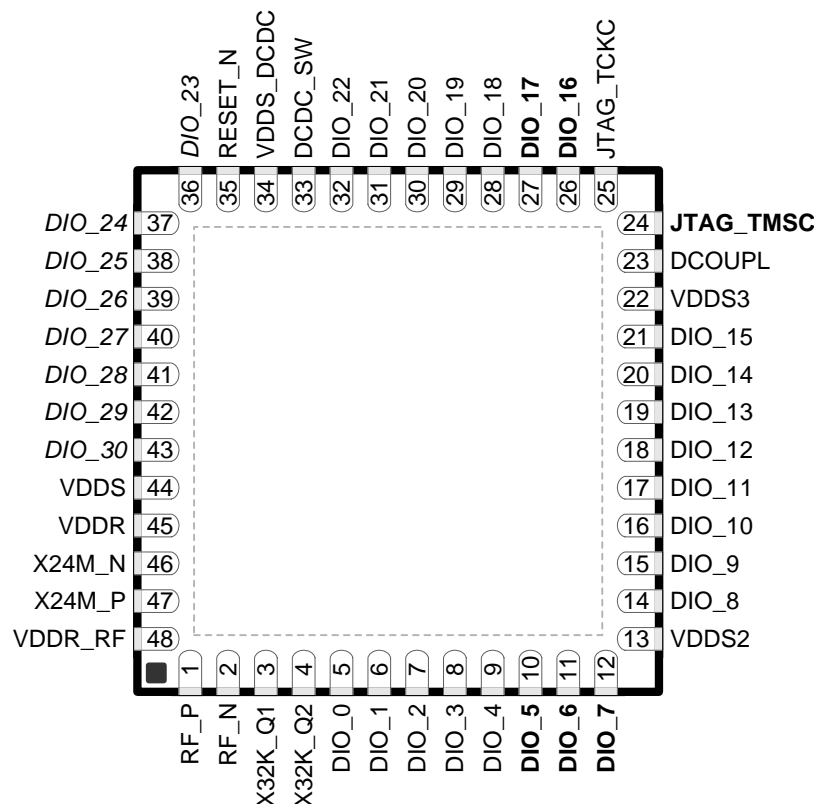 DIO_23
RESET_N
VDDS_DCDC
DCDC_SW
DIO_22
DIO_21
DIO_20
DIO_19
DIO_18
DIO_17
DIO_16
JTAG_TCKC
36
35
34
33
32
31
30
29
28
27
26
25
DIO_24 37
DIO_25 38
DIO_26 39
DIO_27 40
DIO_28 41
DIO_29 42
DIO_30 43
VDDS 44
VDDR 45
X24M_N 46
X24M_P 47
VDDR_RF 48
24 JTAG_TMSC
23 DCOUPL
22 VDDS3
21 DIO_15
20 DIO_14
19 DIO_13
18 DIO_12
17 DIO_11
16 DIO_10
15 DIO_9
14 DIO_8
13 VDDS2
1
2
3
4
5
6
7
8
9
10
11
12
RF_P
RF_N
X32K_Q1
X32K_Q2
DIO_0
DIO_1
DIO_2
DIO_3
DIO_4
DIO_5
DIO_6
DIO_7